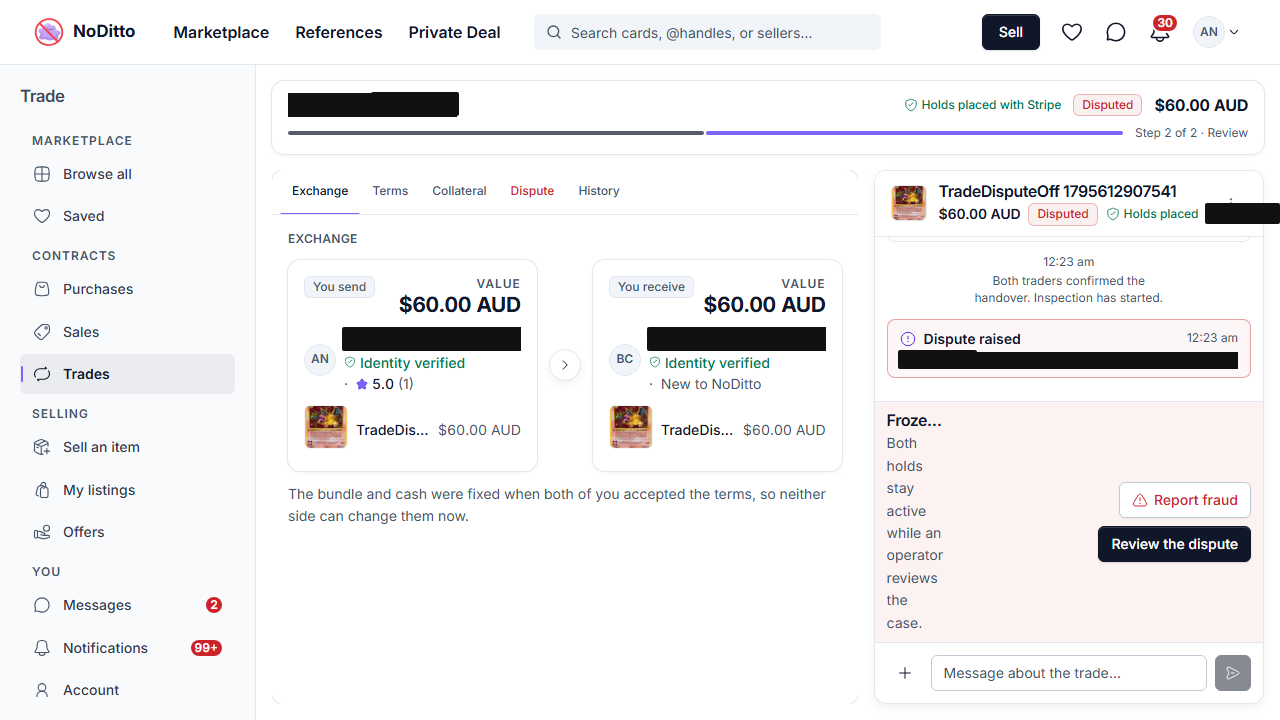 NoDitto
Marketplace
References
Private Deal
Search cards, @handles, or sellers...
Sell
30
AN
Trade
MARKETPLACE
Browse all
Saved
CONTRACTS
Purchases
Sales
Trades
SELLING
Sell an item
My listings
Offers
YOU
Messages
2
Notifications
99+
Account
Holds placed with Stripe
Disputed
$60.00 AUD
Step 2 of 2 · Review
Exchange
Terms
Collateral
Dispute
History
EXCHANGE
You send
VALUE
$60.00 AUD
AN
Identity verified
· 5.0 (1)
TradeDis...
$60.00 AUD
You receive
VALUE
$60.00 AUD
BC
Identity verified
· New to NoDitto
TradeDis...
$60.00 AUD
The bundle and cash were fixed when both of you accepted the terms, so neither
side can change them now.
TradeDisputeOff 1795612907541
$60.00 AUD
Disputed
Holds placed
12:23 am
Both traders confirmed the
handover. Inspection has started.
Dispute raised
12:23 am
Froze...
Both
holds
stay
active
while an
operator
reviews
the
case.
Report fraud
Review the dispute
Message about the trade...